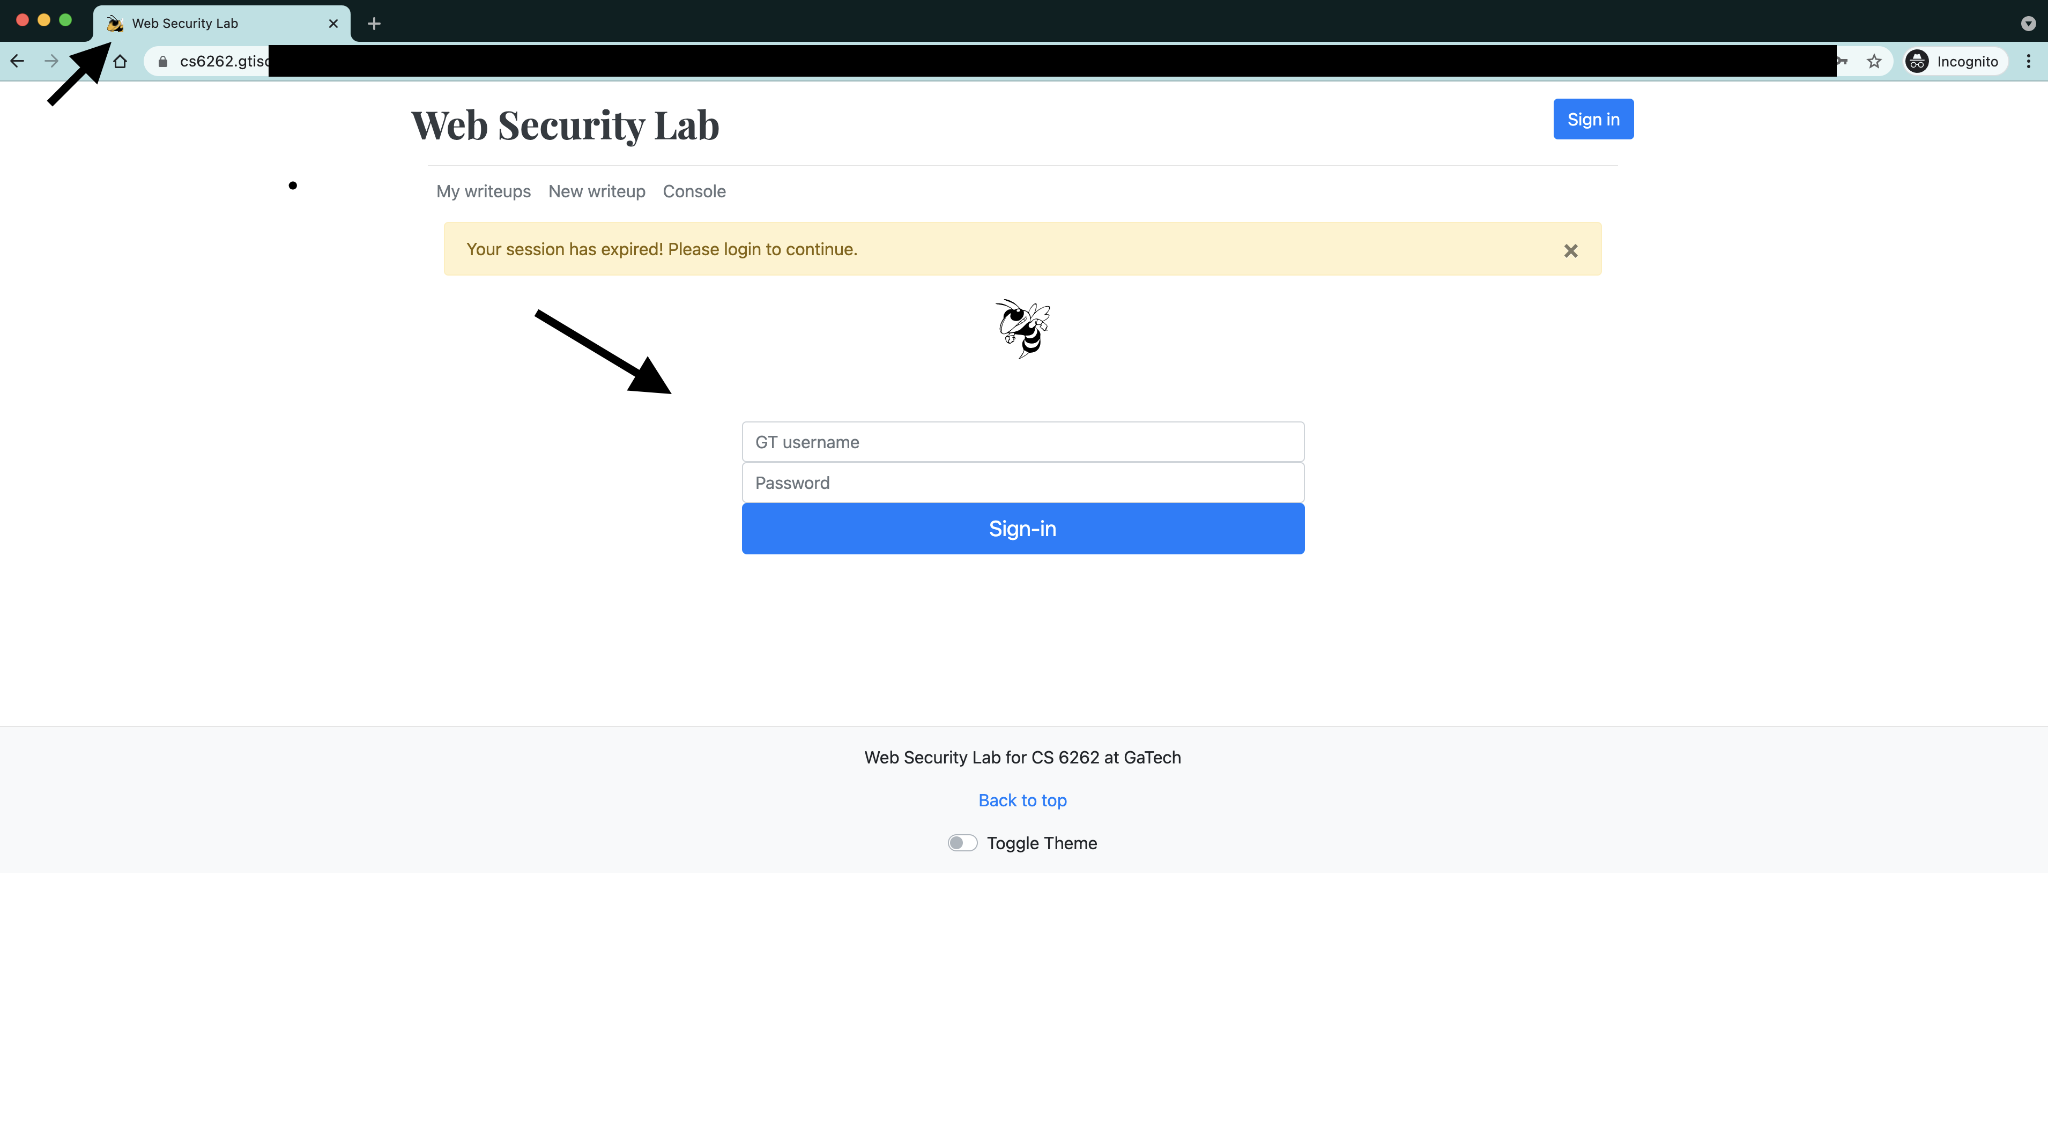 Web Security Lab
cs6262.gtisc
Incognito
Web Security Lab
Sign in
My writeups New writeup Console
Your session has expired! Please login to continue.
GT username
Password
Sign-in
Web Security Lab for CS 6262 at GaTech
Back to top
Toggle Theme